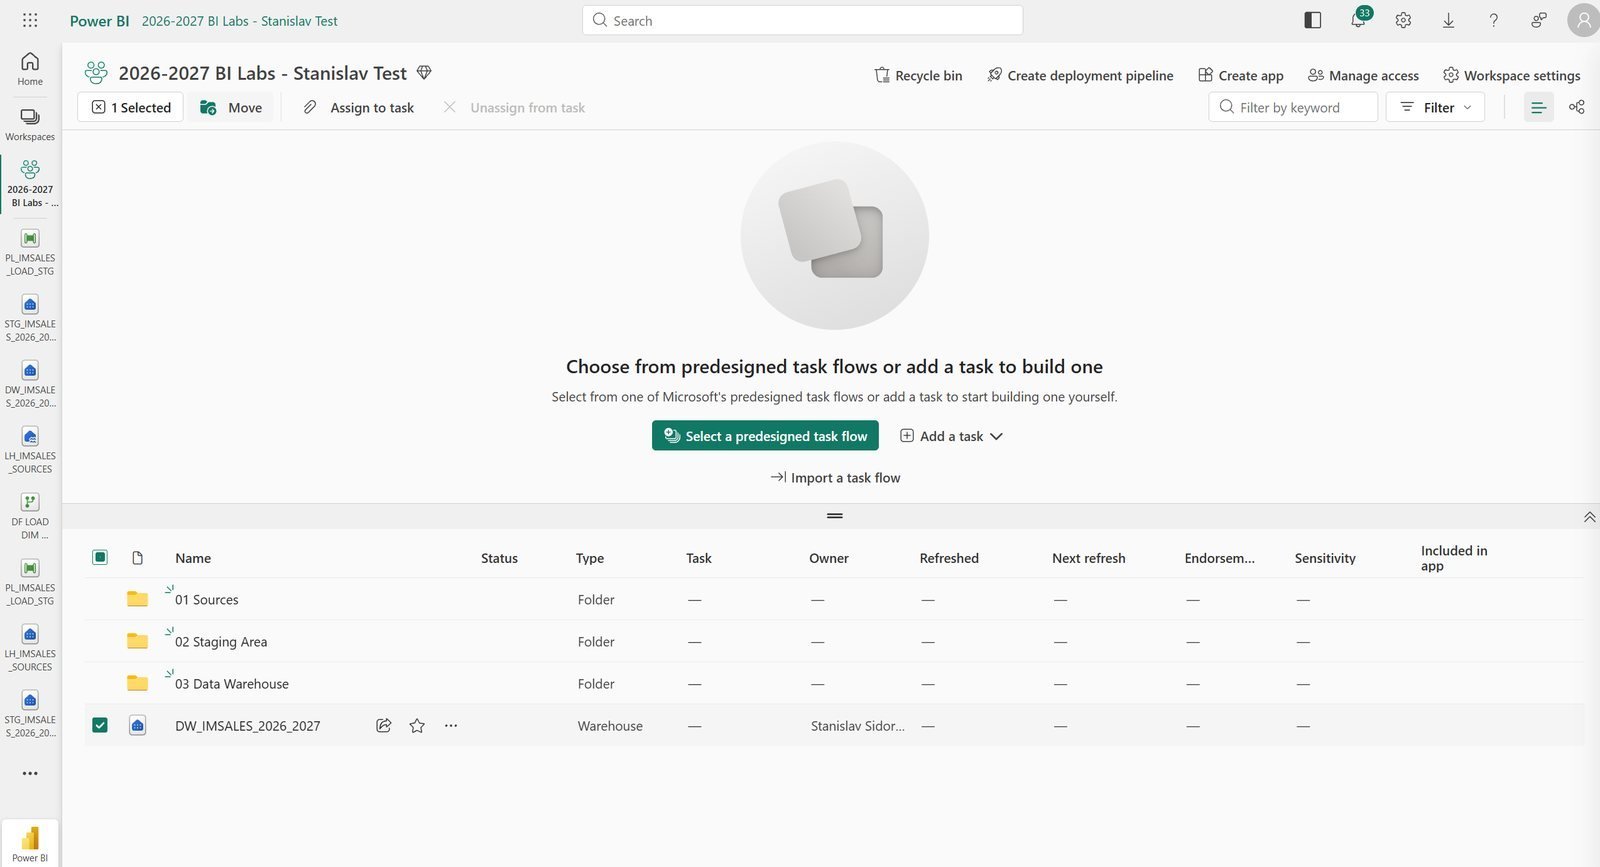 Power BI 2026-2027 BI Labs - Stanislav Test
Search
33
Home
Workspaces
2026-2027
BI Labs - ...
PL_IMSALES
_LOAD_STG
STG_IMSALE
S_2026_20...
DW_IMSALE
S_2026_20...
LH_IMSALES
_SOURCES
DF LOAD
DIM ...
PL_IMSALES
_LOAD_STG
LH_IMSALES
_SOURCES
STG_IMSALE
S_2026_20...
Power BI
2026-2027 BI Labs - Stanislav Test
Recycle bin Create deployment pipeline Create app Manage access Workspace settings
1 Selected Move Assign to task Unassign from task
Filter by keyword Filter
Choose from predesigned task flows or add a task to build one
Select from one of Microsoft's predesigned task flows or add a task to start building one yourself.
Select a predesigned task flow Add a task
Import a task flow
Name Status Type Task Owner Refreshed Next refresh Endorsem... Sensitivity Included in
app
01 Sources Folder — — — — — —
02 Staging Area Folder — — — — — —
03 Data Warehouse Folder — — — — — —
DW_IMSALES_2026_2027 ... Warehouse — Stanislav Sidor... — — — —